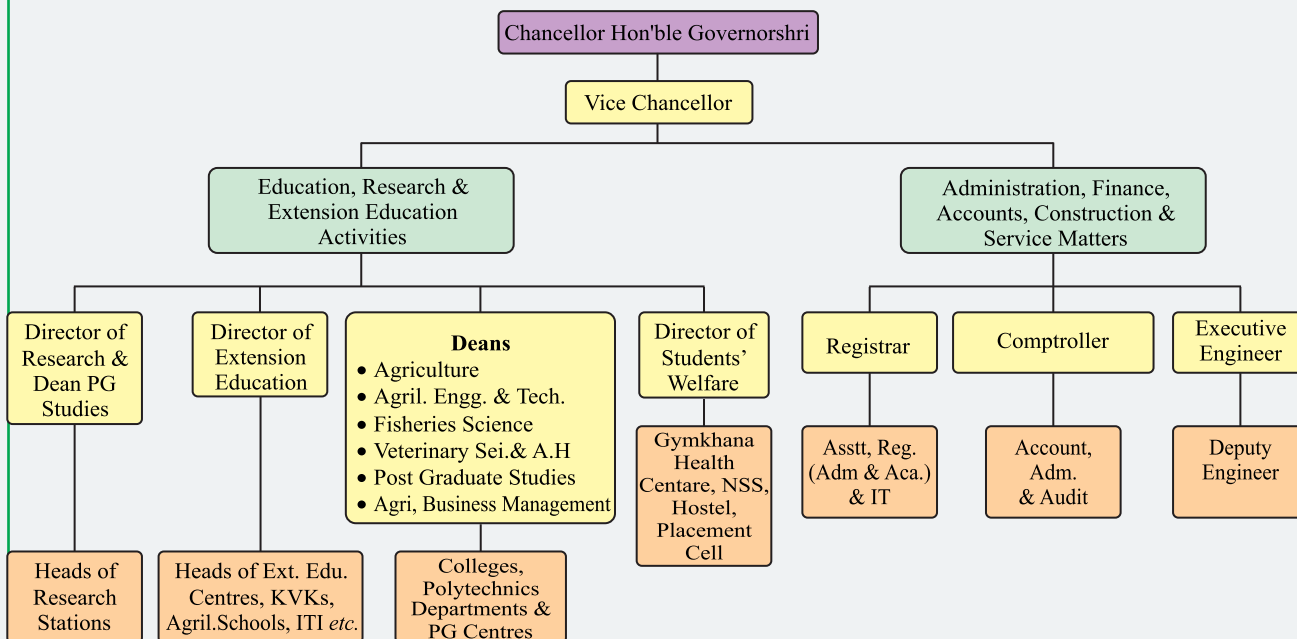 Chancellor Hon'ble Governorshri
Vice Chancellor
Education, Research &
Extension Education
Activities
Administration, Finance,
Accounts, Construction &
Service Matters
Director of
Research &
Dean PG
Studies
Director of
Extension
Education
Deans
• Agriculture
• Agril. Engg. & Tech.
• Fisheries Science
• Veterinary Sei.& A.H
• Post Graduate Studies
• Agri, Business Management
Director of
Students’
Welfare
Registrar
Comptroller
Executive
Engineer
Gymkhana
Health
Centare, NSS,
Hostel,
Placement
Cell
Asstt, Reg.
(Adm & Aca.)
& IT
Account,
Adm.
& Audit
Deputy
Engineer
Heads of
Research
Stations
Heads of Ext. Edu.
Centres, KVKs,
Agril.Schools, ITI etc.
Colleges,
Polytechnics
Departments &
PG Centres